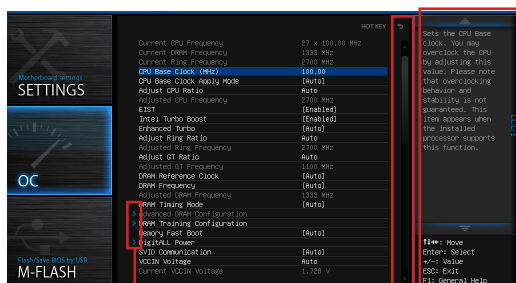 HOT KEY
Current CPU Frequency 27 x 100.00 MHz
Current DRAM Frequency 1333 MHz
Current Ring Frequency 2700 MHz
CPU Base Clock (MHz) 100.00
CPU Base Clock Apply Mode [Auto]
Adjust CPU Ratio Auto
Adjusted CPU Frequency 2700 MHz
EIST [Enabled]
Intel Turbo Boost [Enabled]
Enhanced Turbo [Auto]
Adjust Ring Ratio Auto
Adjusted Ring Frequency 2700 MHz
Adjust GT Ratio Auto
Adjusted GT Frequency 1100 MHz
DRAM Reference Clock [Auto]
DRAM Frequency [Auto]
Adjusted DRAM Frequency 1333 MHz
DRAM Timing Mode [Auto]
Advanced DRAM Configuration
DRAM Training Configuration
Memory Fast Boot [Auto]
DigitALL Power
SVID Communication [Auto]
VCCIN Voltage Auto
Current VCCIN Voltage 1.728 V
Motherboard settings
SETTINGS
OC
Flash/Save BIOS by USB
M-FLASH
Sets the CPU Base
clock. You may
overclock the CPU
by adjusting this
value. Please note
that overclocking
behavior and
stability is not
guaranteed. This
item appears when
the installed
processor supports
this function.
↑↓←→: Move
Enter: Select
+/-: Value
ESC: Exit
F1: General Help